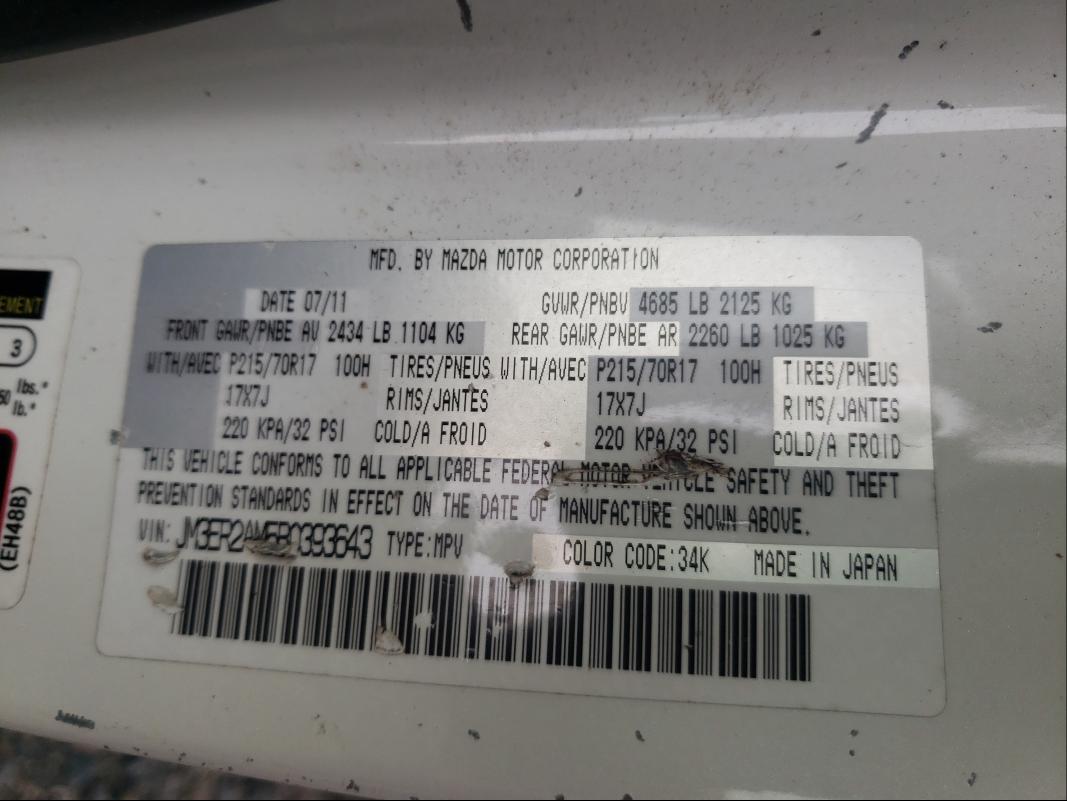 MFD. BY MAZDA MOTOR CORPORATION
DATE 07/11 GVWR/PNBV 4685 LB 2125 KG
FRONT GAWR/PNBE AV 2434 LB 1104 KG REAR GAWR/PNBE AR 2260 LB 1025 KG
WITH/AVEC P215/70R17 100H TIRES/PNEUS WITH/AVEC P215/70R17 100H TIRES/PNEUS
17X7J RIMS/JANTES 17X7J RIMS/JANTES
220 KPA/32 PSI COLD/A FROID 220 KPA/32 PSI COLD/A FROID
THIS VEHICLE CONFORMS TO ALL APPLICABLE FEDERAL MOTOR VEHICLE SAFETY AND THEFT
PREVENTION STANDARDS IN EFFECT ON THE DATE OF MANUFACTURE SHOWN ABOVE.
VIN: TYPE:MPV COLOR CODE:34K MADE IN JAPAN
EMENT
3
lbs.*
lb.*
(EH48B)